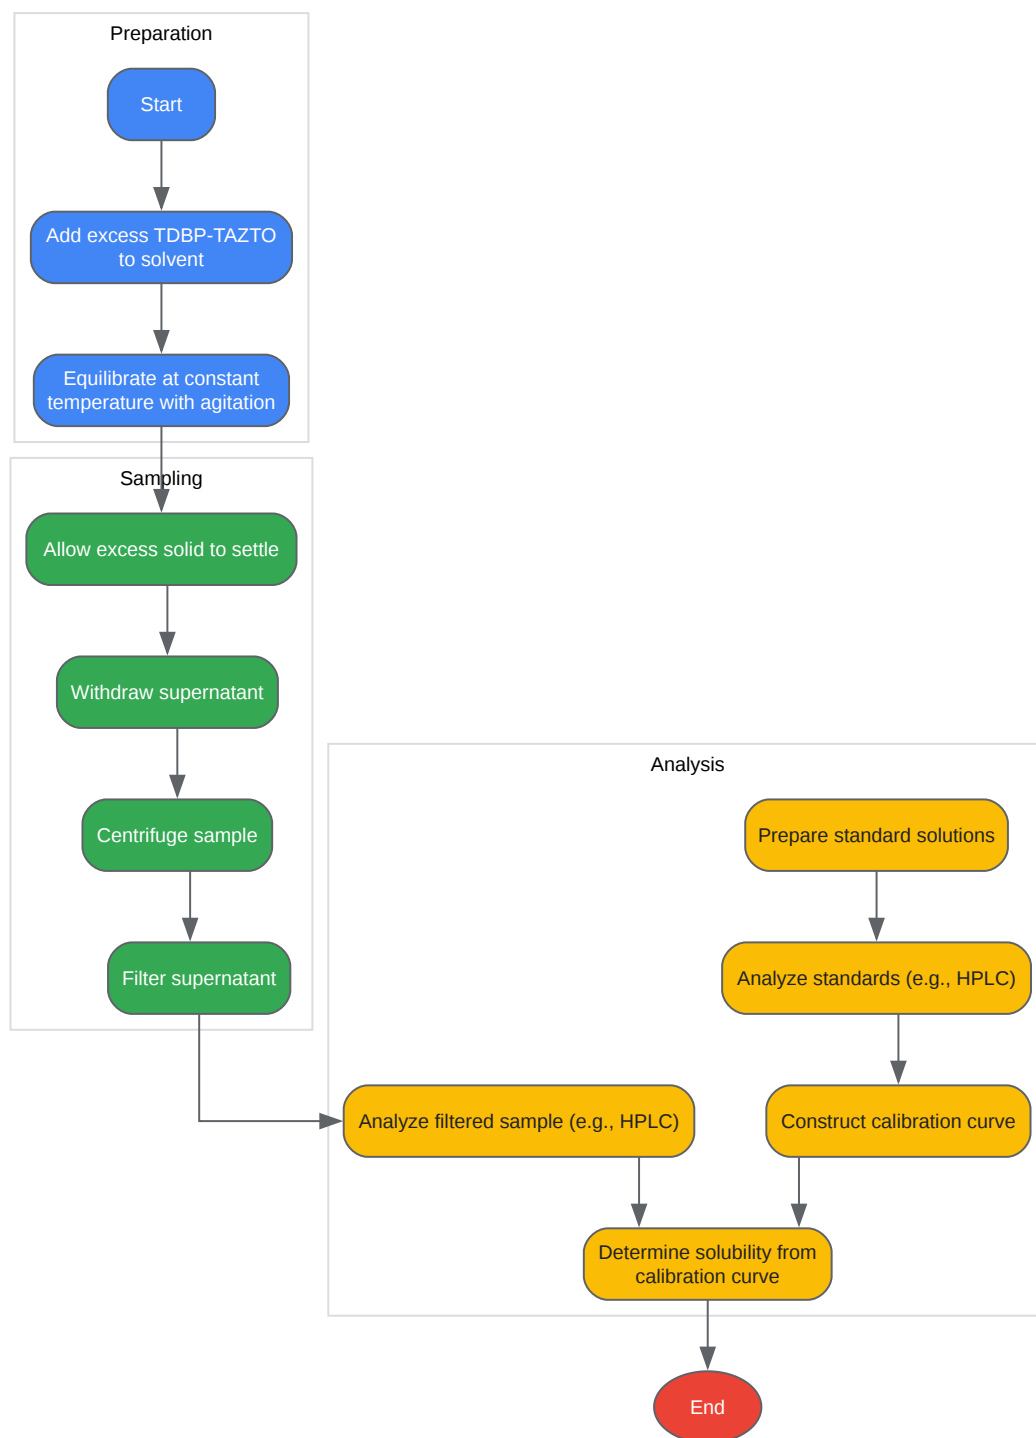 Preparation
Start
Add excess TDBP-TAZTO
to solvent
Equilibrate at constant
temperature with agitation
Sampling
Allow excess solid to settle
Withdraw supernatant
Centrifuge sample
Filter supernatant
Analysis
Prepare standard solutions
Analyze standards (e.g., HPLC)
Analyze filtered sample (e.g., HPLC)
Construct calibration curve
Determine solubility from
calibration curve
End